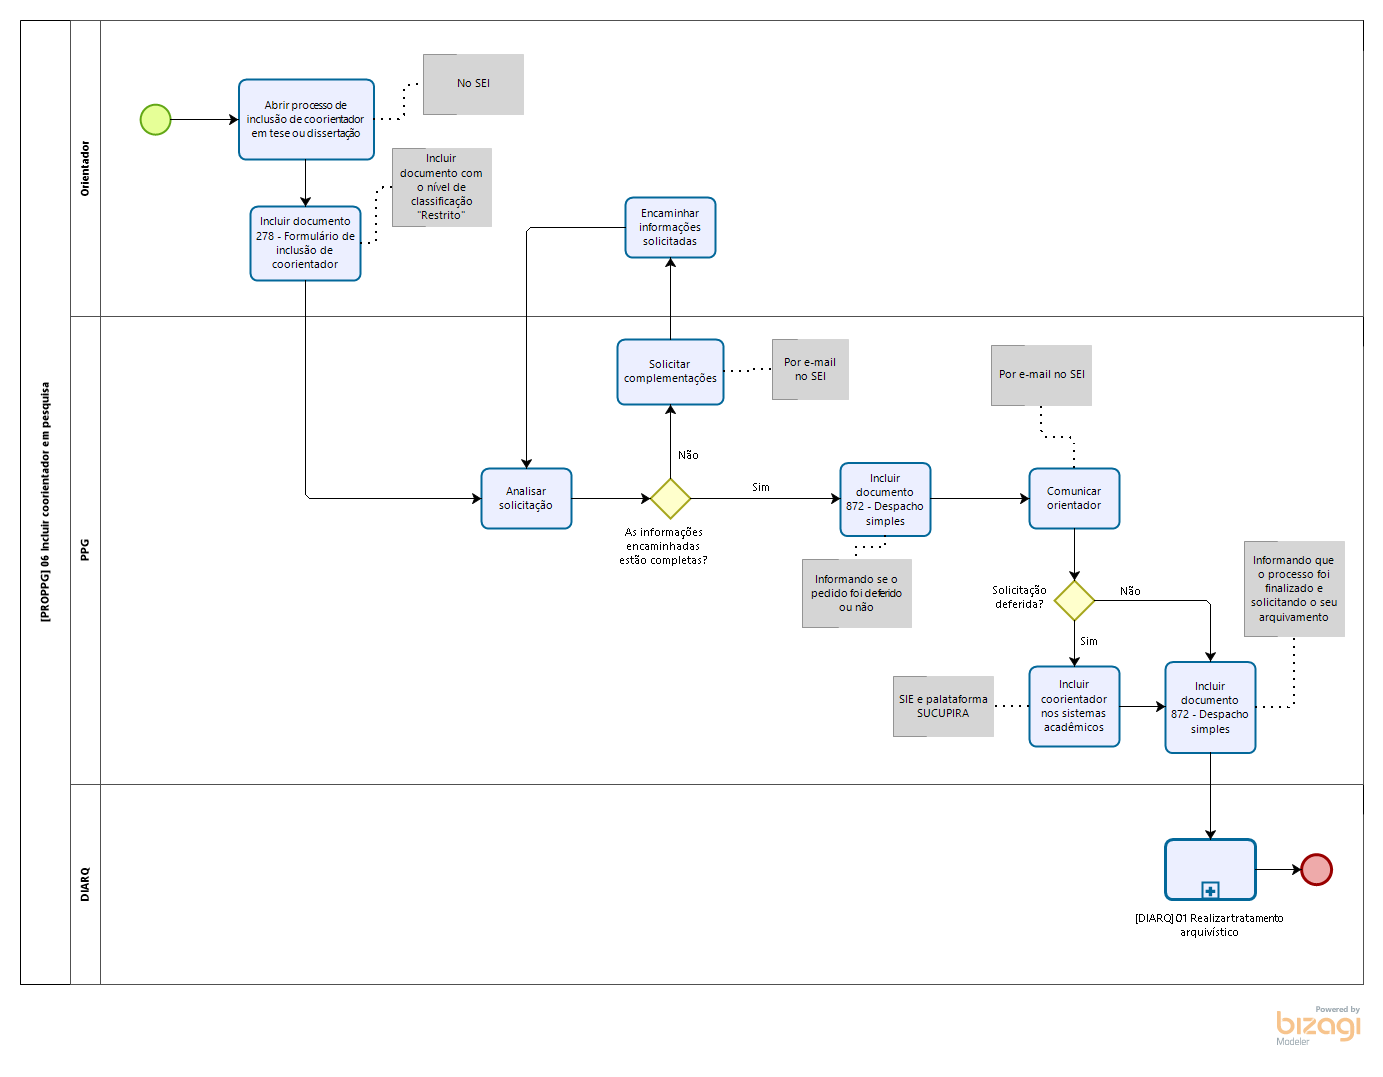 [PROPPG] 06 Incluir coorientador em pesquisa
Orientador
Abrir processo de
inclusão de coorientador
em tese ou dissertação
No SEI
Incluir documento
278 - Formulário de
inclusão de
coorientador
Incluir
documento com
o nível de
classificação
"Restrito"
Encaminhar
informações
solicitadas
PPG
Solicitar
complementações
Por e-mail
no SEI
Não
Analisar
solicitação
As informações
encaminhadas
estão completas?
Sim
Incluir
documento
872 - Despacho
simples
Informando se o
pedido foi deferido
ou não
Por e-mail no SEI
Comunicar
orientador
Solicitação
deferida?
Não
Sim
SIE e palataforma
SUCUPIRA
Incluir
coorientador
nos sistemas
acadêmicos
Incluir
documento
872 - Despacho
simples
Informando que
o processo foi
finalizado e
solicitando o seu
arquivamento
DIARQ
[DIARQ] 01 Realizar tratamento
arquivístico
Powered by
bizagi
Modeler